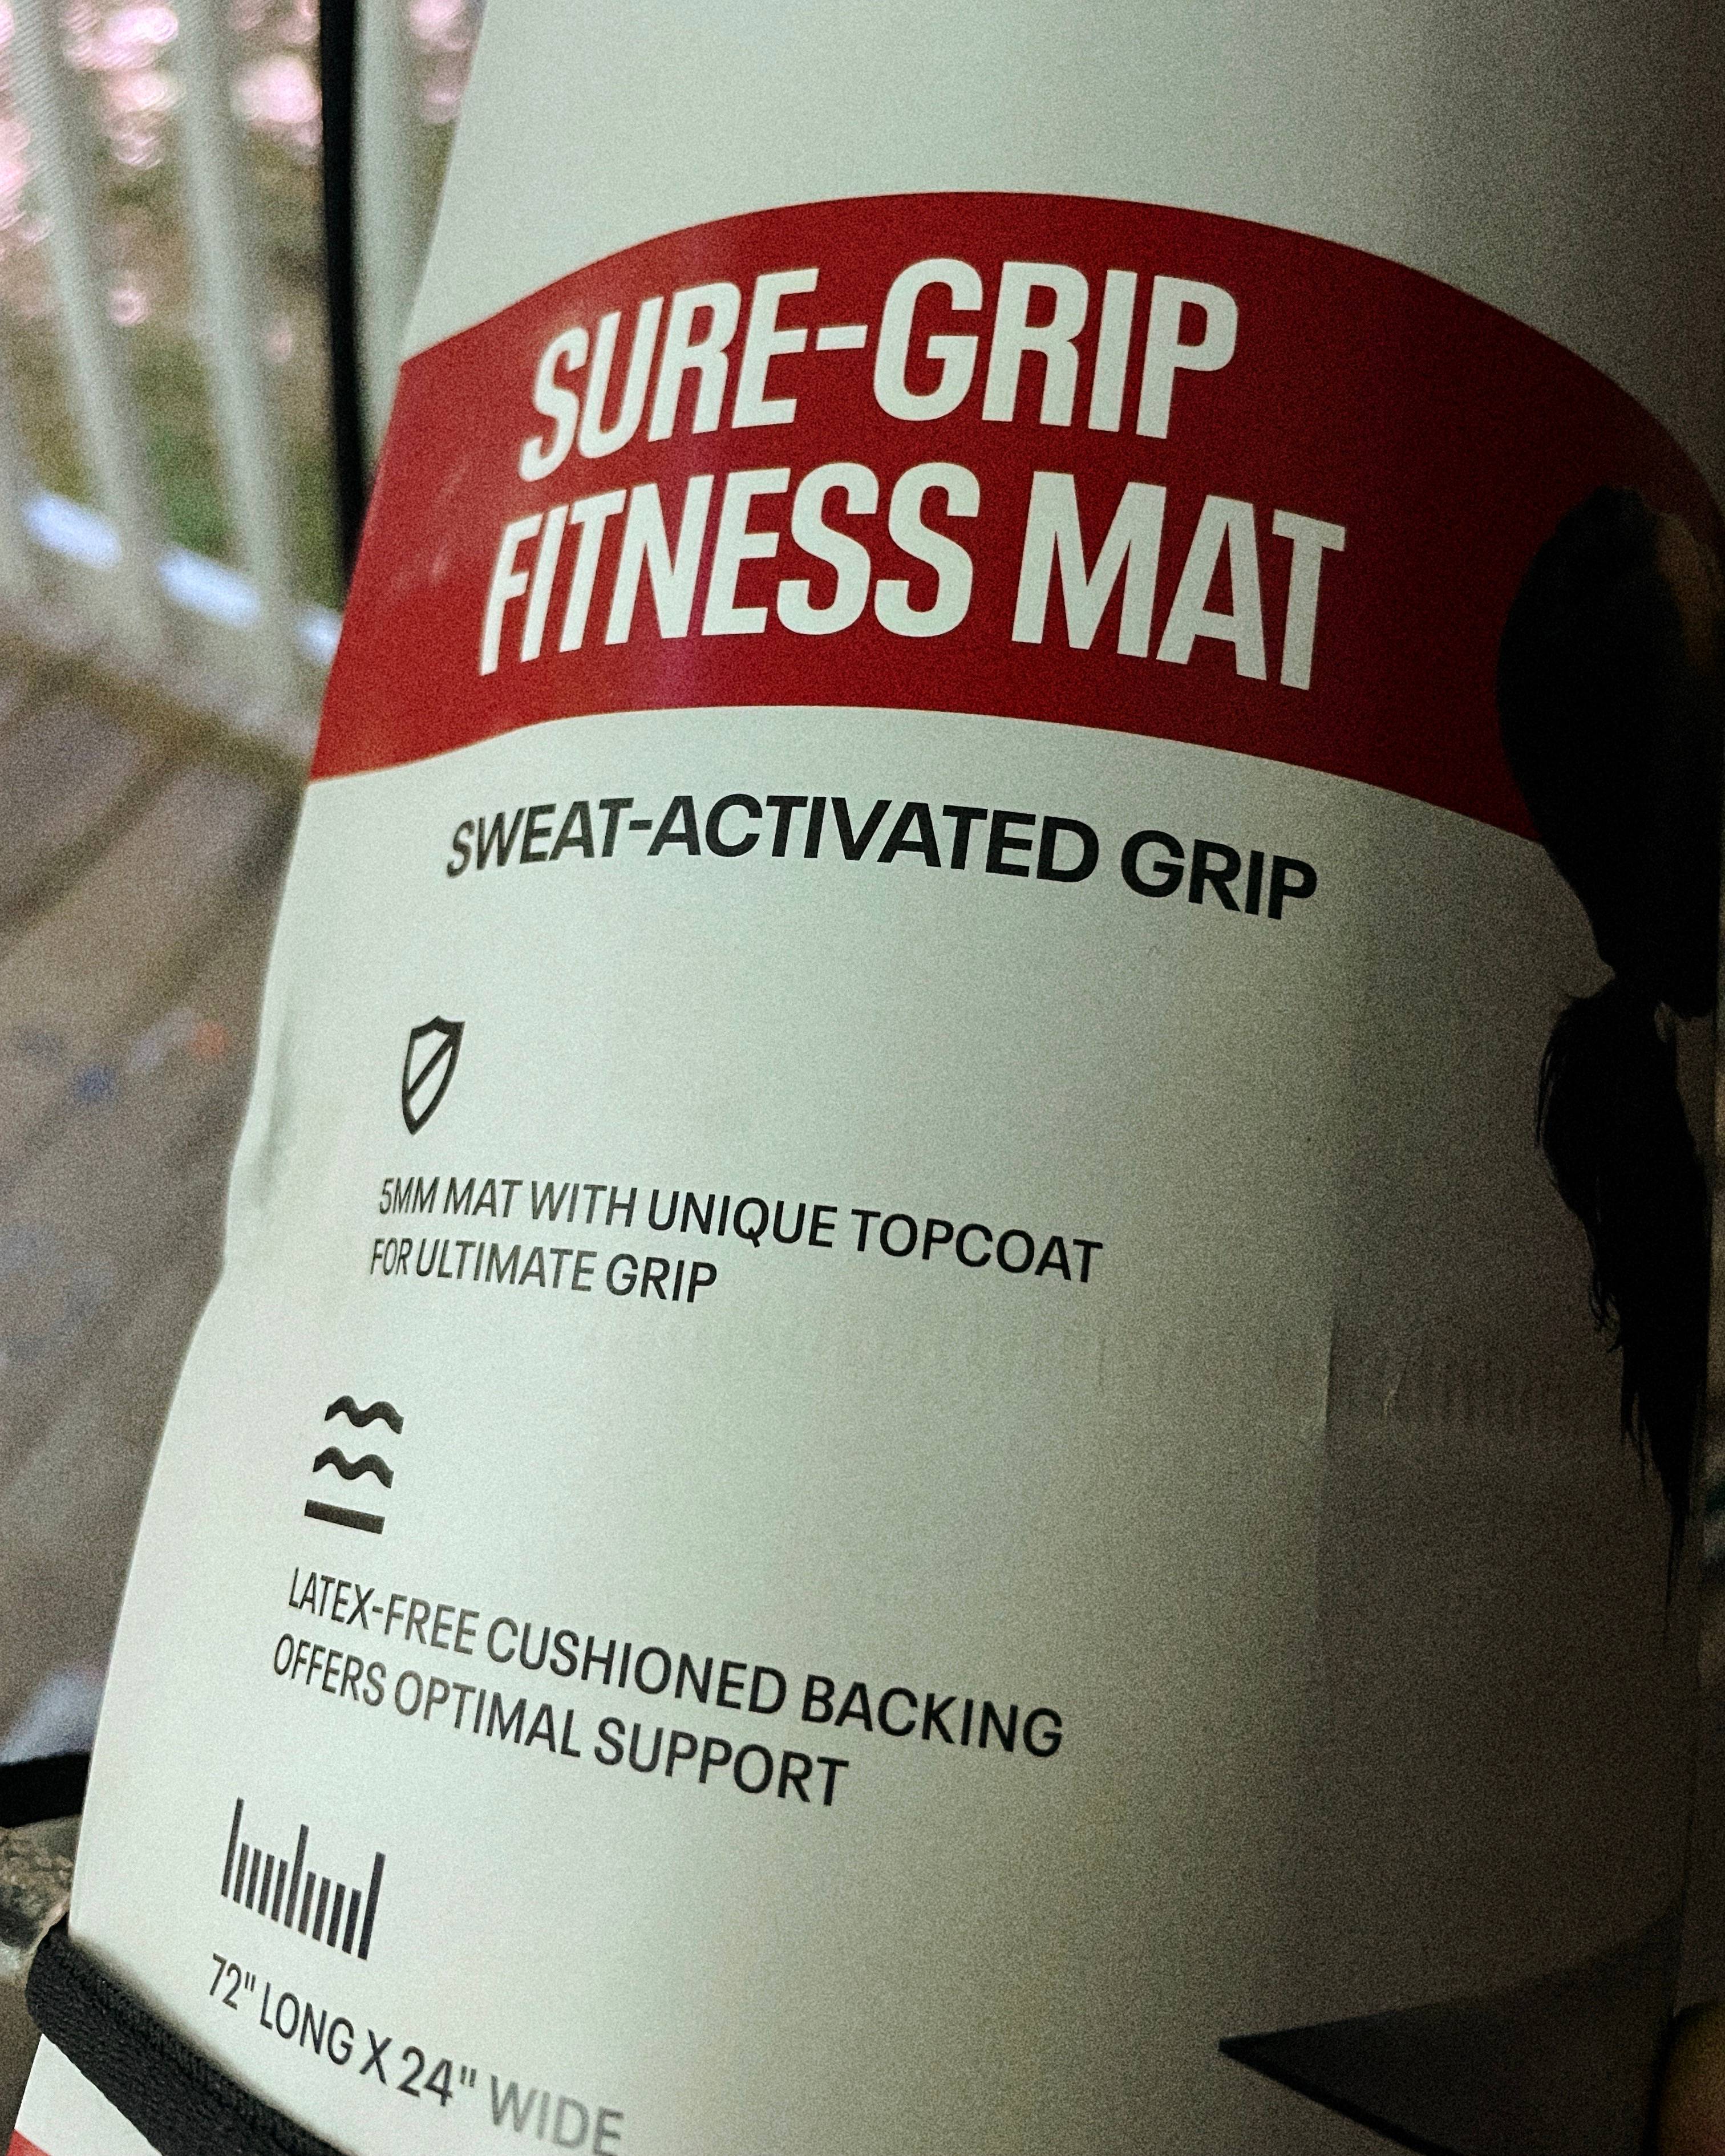 SURE-GRIP
FITNESS MAT
SWEAT-ACTIVATED GRIP
5MM MAT WITH UNIQUE TOPCOAT
FOR ULTIMATE GRIP
LATEX-FREE CUSHIONED BACKING
OFFERS OPTIMAL SUPPORT
72" LONG X 24" WIDE